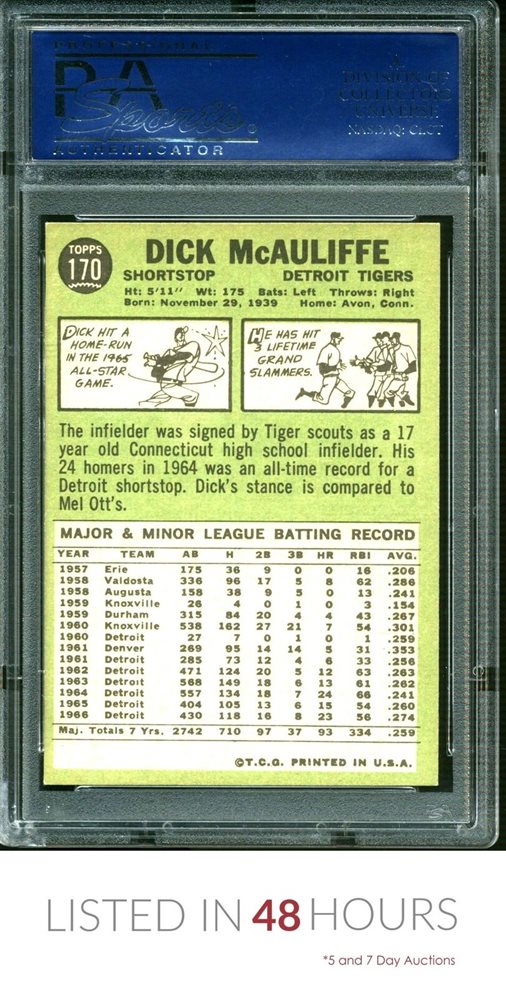 PROFESSIONAL
PSA
Sports
AUTHENTICATOR
A
DIVISION OF
COLLECTORS
UNIVERSE
NASDAQ: CLCT
TOPPS
170
DICK McAULIFFE
SHORTSTOP DETROIT TIGERS
Ht: 5'11" Wt: 175 Bats: Left Throws: Right
Born: November 29, 1939 Home: Avon, Conn.
DICK HIT A
HOME-RUN
IN THE 1965
ALL-STAR
GAME.
HE HAS HIT
3 LIFETIME
GRAND
SLAMMERS.
The infielder was signed by Tiger scouts as a 17
year old Connecticut high school infielder. His
24 homers in 1964 was an all-time record for a
Detroit shortstop. Dick's stance is compared to
Mel Ott's.
MAJOR & MINOR LEAGUE BATTING RECORD
YEAR TEAM AB H 2B 3B HR RBI AVG.
1957 Erie 175 36 9 0 0 16 .206
1958 Valdosta 336 96 17 5 8 62 .286
1958 Augusta 158 38 9 5 0 13 .241
1959 Knoxville 26 4 0 1 0 3 .154
1959 Durham 315 84 20 4 4 43 .267
1960 Knoxville 538 162 27 21 7 54 .301
1960 Detroit 27 7 0 1 0 1 .259
1961 Denver 269 95 14 14 5 31 .353
1961 Detroit 285 73 12 4 6 33 .256
1962 Detroit 471 124 20 5 12 63 .263
1963 Detroit 568 149 18 6 13 61 .262
1964 Detroit 557 134 18 7 24 66 .241
1965 Detroit 404 105 13 6 15 54 .260
1966 Detroit 430 118 16 8 23 56 .274
Maj. Totals 7 Yrs. 2742 710 97 37 93 334 .259
©T.C.G. PRINTED IN U.S.A.
LISTED IN 48 HOURS
*5 and 7 Day Auctions